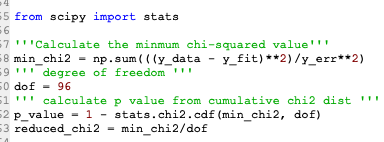 from scipy import stats
'''Calculate the minmum chi-squared value'''
min_chi2 = np.sum(((y_data - y_fit)**2)/y_err**2)
''' degree of freedom '''
dof = 96
''' calculate p value from cumulative chi2 dist '''
p_value = 1 - stats.chi2.cdf(min_chi2, dof)
reduced_chi2 = min_chi2/dof